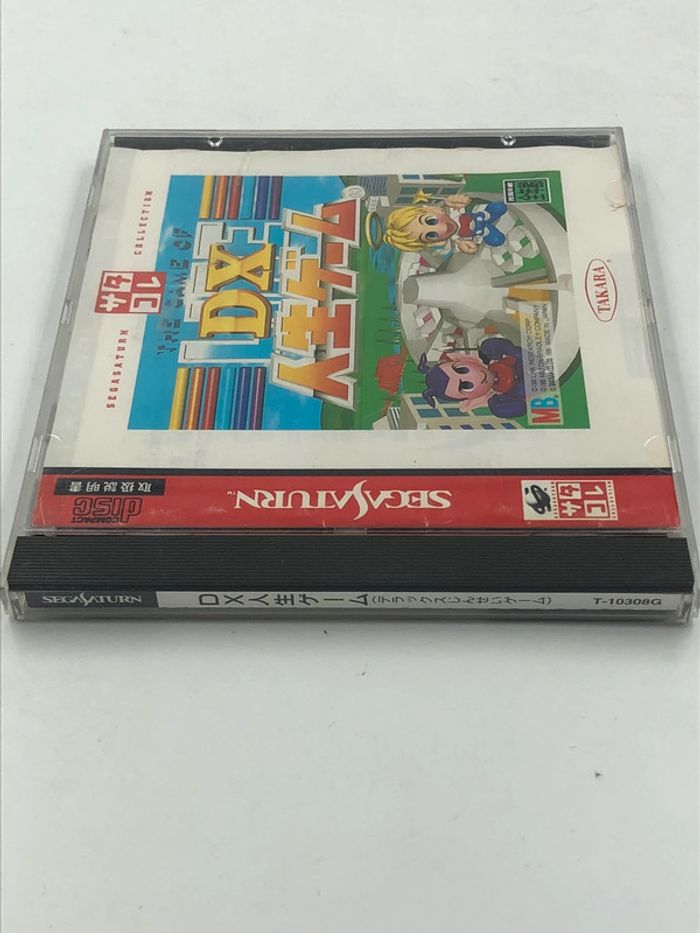 SEGASATURN サタコレ COLLECTION
THE GAME OF
DX
人生ゲーム
®
TAKARA
MB
取扱説明書
COMPACT
DISC
SEGASATURN™
サタコレ
SEGASATURN
DX人生ゲーム(デラックスじんせいゲーム)
T-10308G